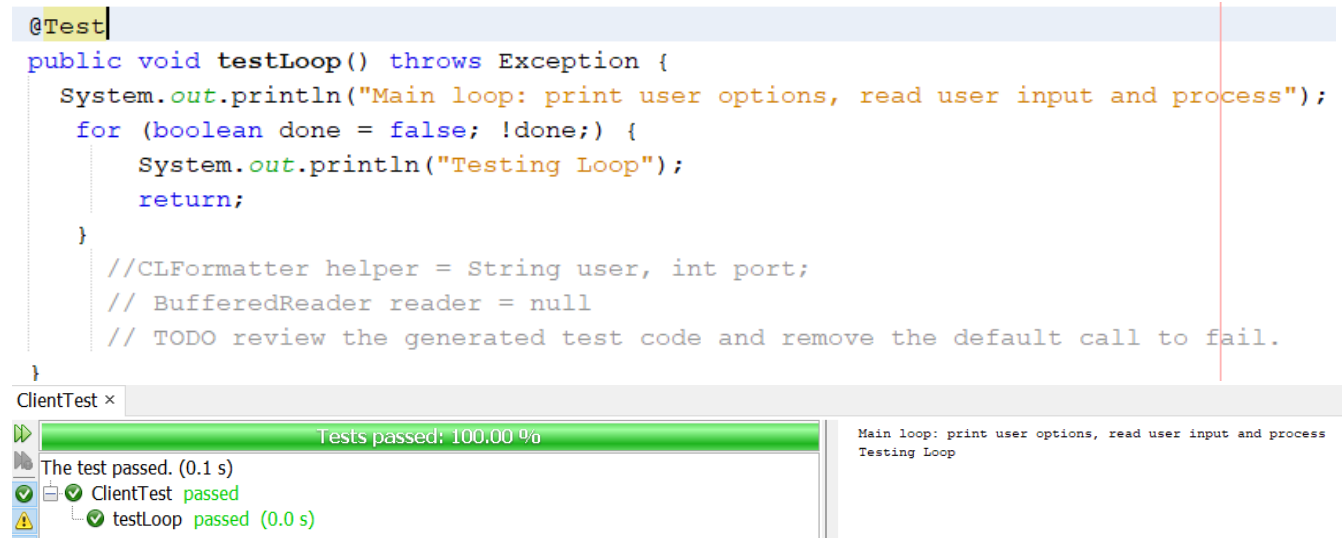 @Test
public void testLoop() throws Exception {
System.out.println("Main loop: print user options, read user input and process");
for (boolean done = false; !done;) {
System.out.println("Testing Loop");
return;
}
//CLFormatter helper = String user, int port;
// BufferedReader reader = null
// TODO review the generated test code and remove the default call to fail.
}
ClientTest ×
Tests passed: 100.00 %
The test passed. (0.1 s)
ClientTest passed
testLoop passed (0.0 s)
Main loop: print user options, read user input and process
Testing Loop